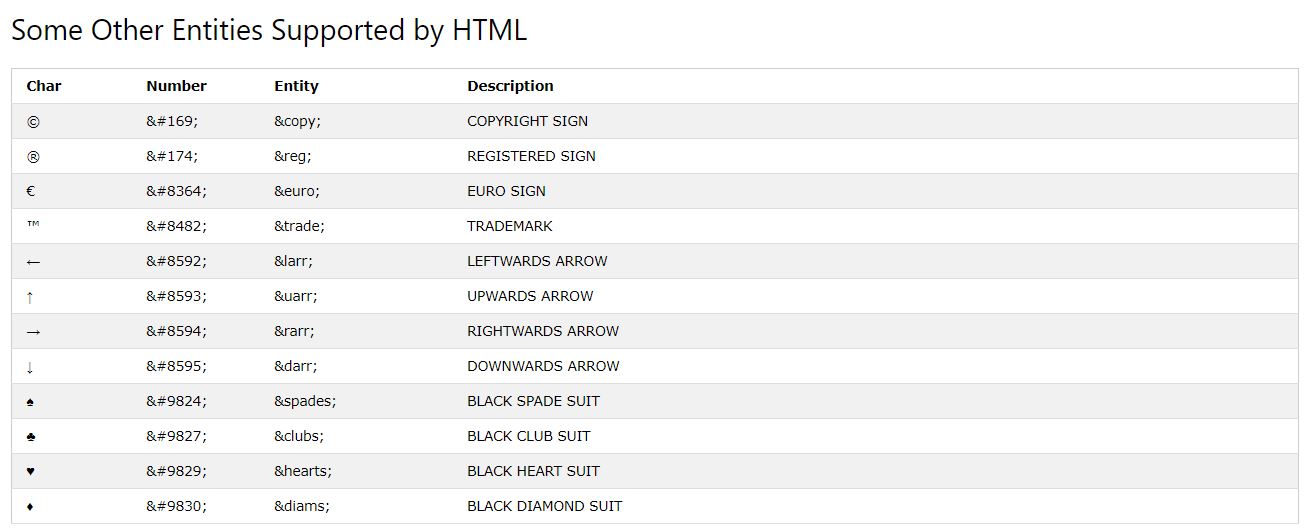 Some Other Entities Supported by HTML
Char Number Entity Description
© &#169; &copy; COPYRIGHT SIGN
® &#174; &reg; REGISTERED SIGN
€ &#8364; &euro; EURO SIGN
™ &#8482; &trade; TRADEMARK
← &#8592; &larr; LEFTWARDS ARROW
↑ &#8593; &uarr; UPWARDS ARROW
→ &#8594; &rarr; RIGHTWARDS ARROW
↓ &#8595; &darr; DOWNWARDS ARROW
♠ &#9824; &spades; BLACK SPADE SUIT
♣ &#9827; &clubs; BLACK CLUB SUIT
♥ &#9829; &hearts; BLACK HEART SUIT
♦ &#9830; &diams; BLACK DIAMOND SUIT